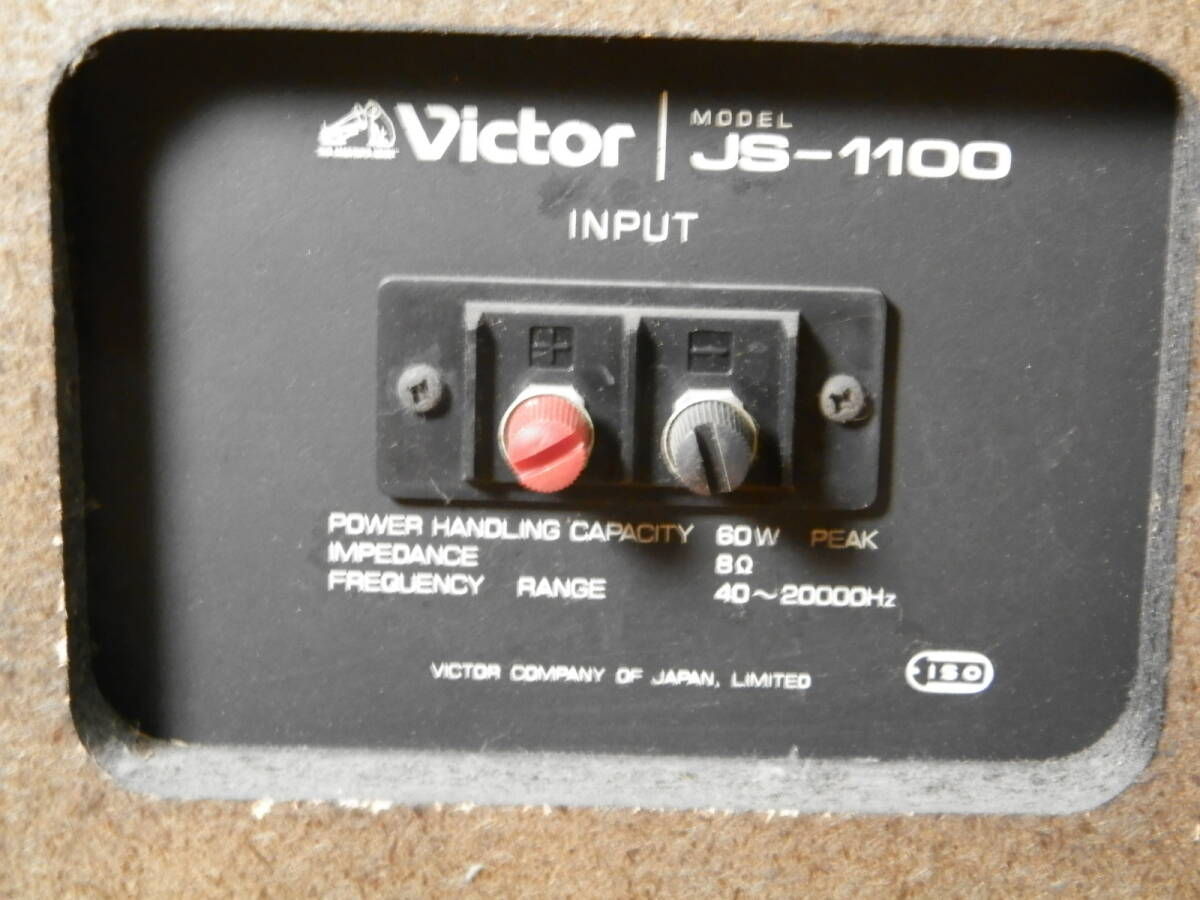 Victor
MODEL
JS-1100
INPUT
+ −
POWER HANDLING CAPACITY 60W PEAK
IMPEDANCE 8Ω
FREQUENCY RANGE 40~20000Hz
VICTOR COMPANY OF JAPAN, LIMITED
ISO